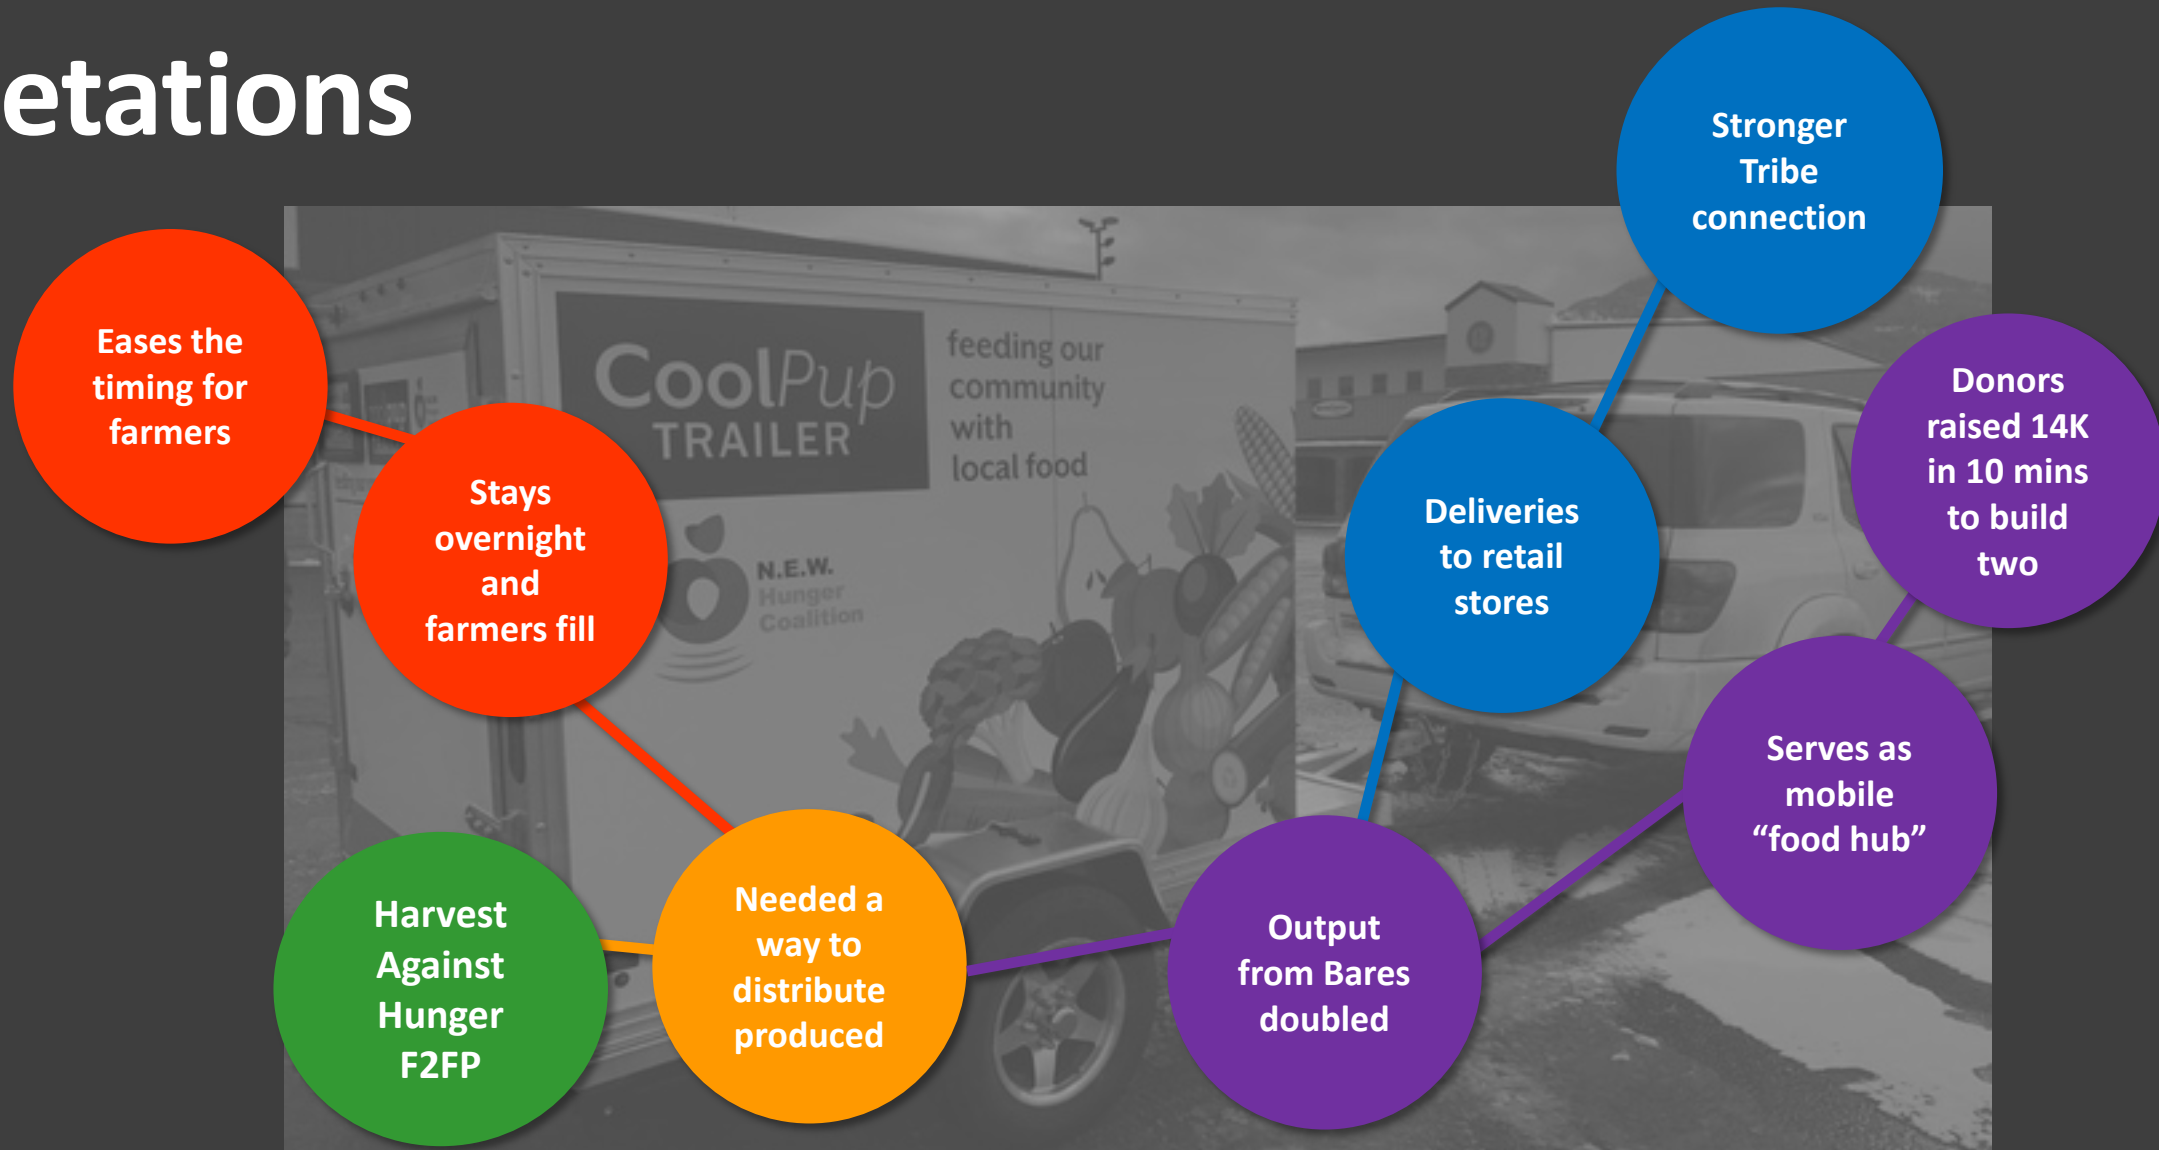 etations
Stronger
Tribe
connection
Eases the
timing for
farmers
Donors
raised 14K
in 10 mins
to build
two
CoolPup
TRAILER
feeding our
community
with
local food
Stays
overnight
and
farmers fill
Deliveries
to retail
stores
N.E.W.
Hunger
Coalition
Serves as
mobile
“food hub”
Harvest
Against
Hunger
F2FP
Needed a
way to
distribute
produced
Output
from Bares
doubled